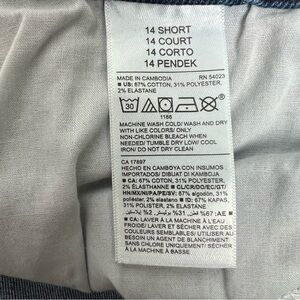 14 SHORT
14 COURT
14 CORTO
14 PENDEK
MADE IN CAMBODIA RN 54023
■ US: 67% COTTON, 31% POLYESTER,
2% ELASTANE
30
1186
MACHINE WASH COLD/ WASH AND DRY
WITH LIKE COLORS/ ONLY
NON-CHLORINE BLEACH WHEN
NEEDED/ TUMBLE DRY LOW/ COOL
IRON/ DO NOT DRY CLEAN
CA 17897
HECHO EN CAMBOYA CON INSUMOS
IMPORTADOS/ DIBUAT DI KAMBOJA
■ CA: 67% COTON, 31% POLYESTER,
2% ÉLASTHANNE ■ CL/CR/DO/EC/GT/
HN/MX/NI/PA/PE/SV: 67% algodón, 31%
poliéster, 2% elastano ■ ID: 67% KAPAS,
31% POLISTER, 2% ELASTANE
■ CA: LAVER À LA MACHINE À L'EAU
FROIDE/ LAVER ET SÉCHER AVEC DES
COULEURS SEMBLABLES/ UTILISER UN
AGENT DE BLANCHIMENT AU BESOIN
SANS CHLORE UNIQUEMENT/ SÉCHER
À LA MACHINE À BASSE